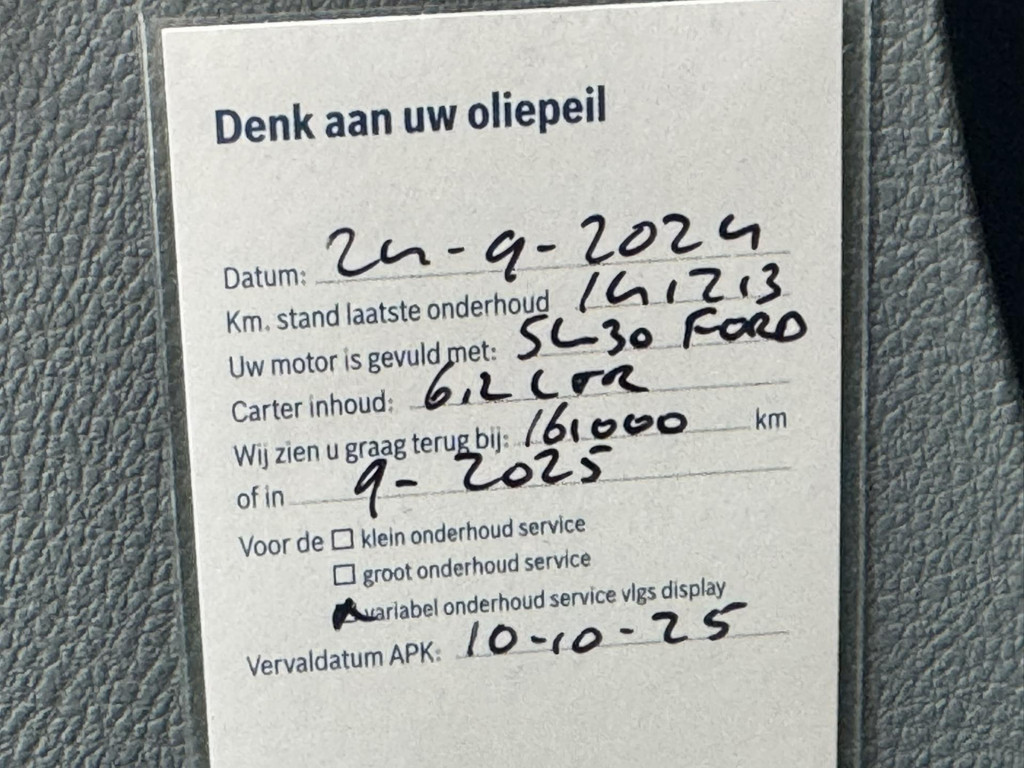 Denk aan uw oliepeil
Datum: 24-9-2024
Km. stand laatste onderhoud 141213
Uw motor is gevuld met: 5L30 FORD
Carter inhoud: 6,2 LTR
Wij zien u graag terug bij: 161000 km
of in 9-2025
Voor de ☐ klein onderhoud service
☐ groot onderhoud service
variabel onderhoud service vlgs display
Vervaldatum APK: 10-10-25